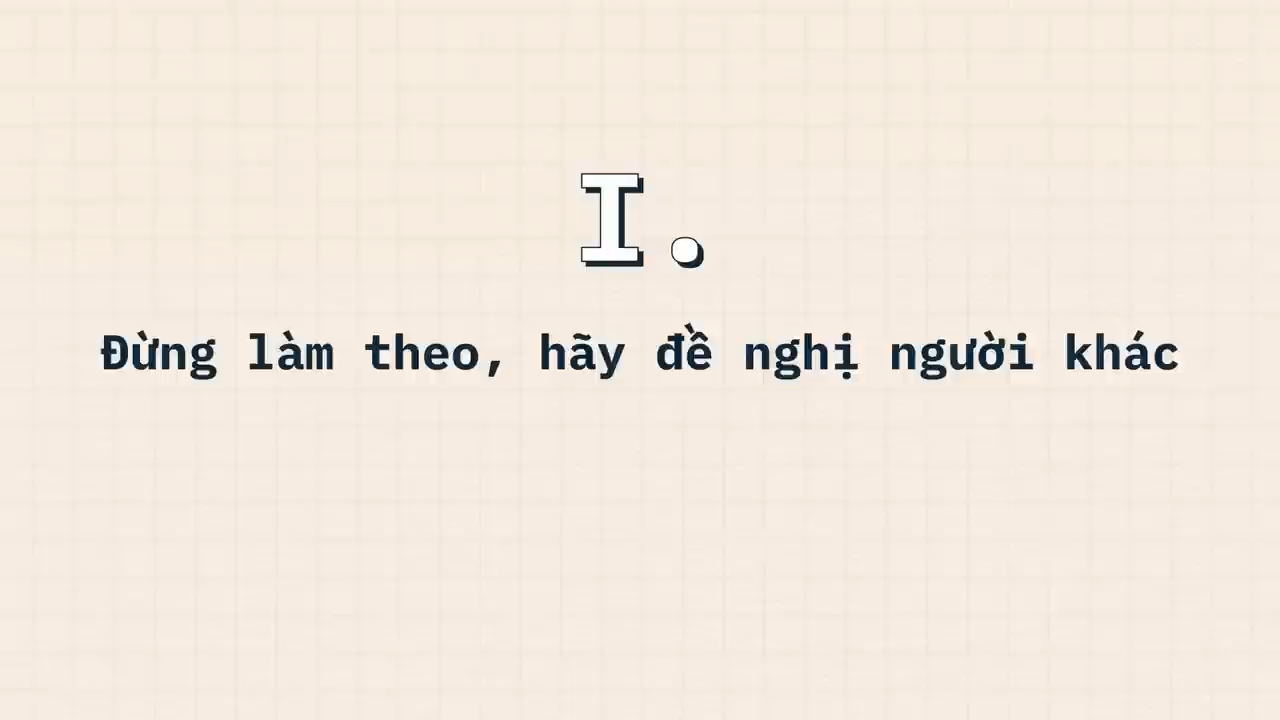 I.
Đừng làm theo, hãy đề nghị người khác